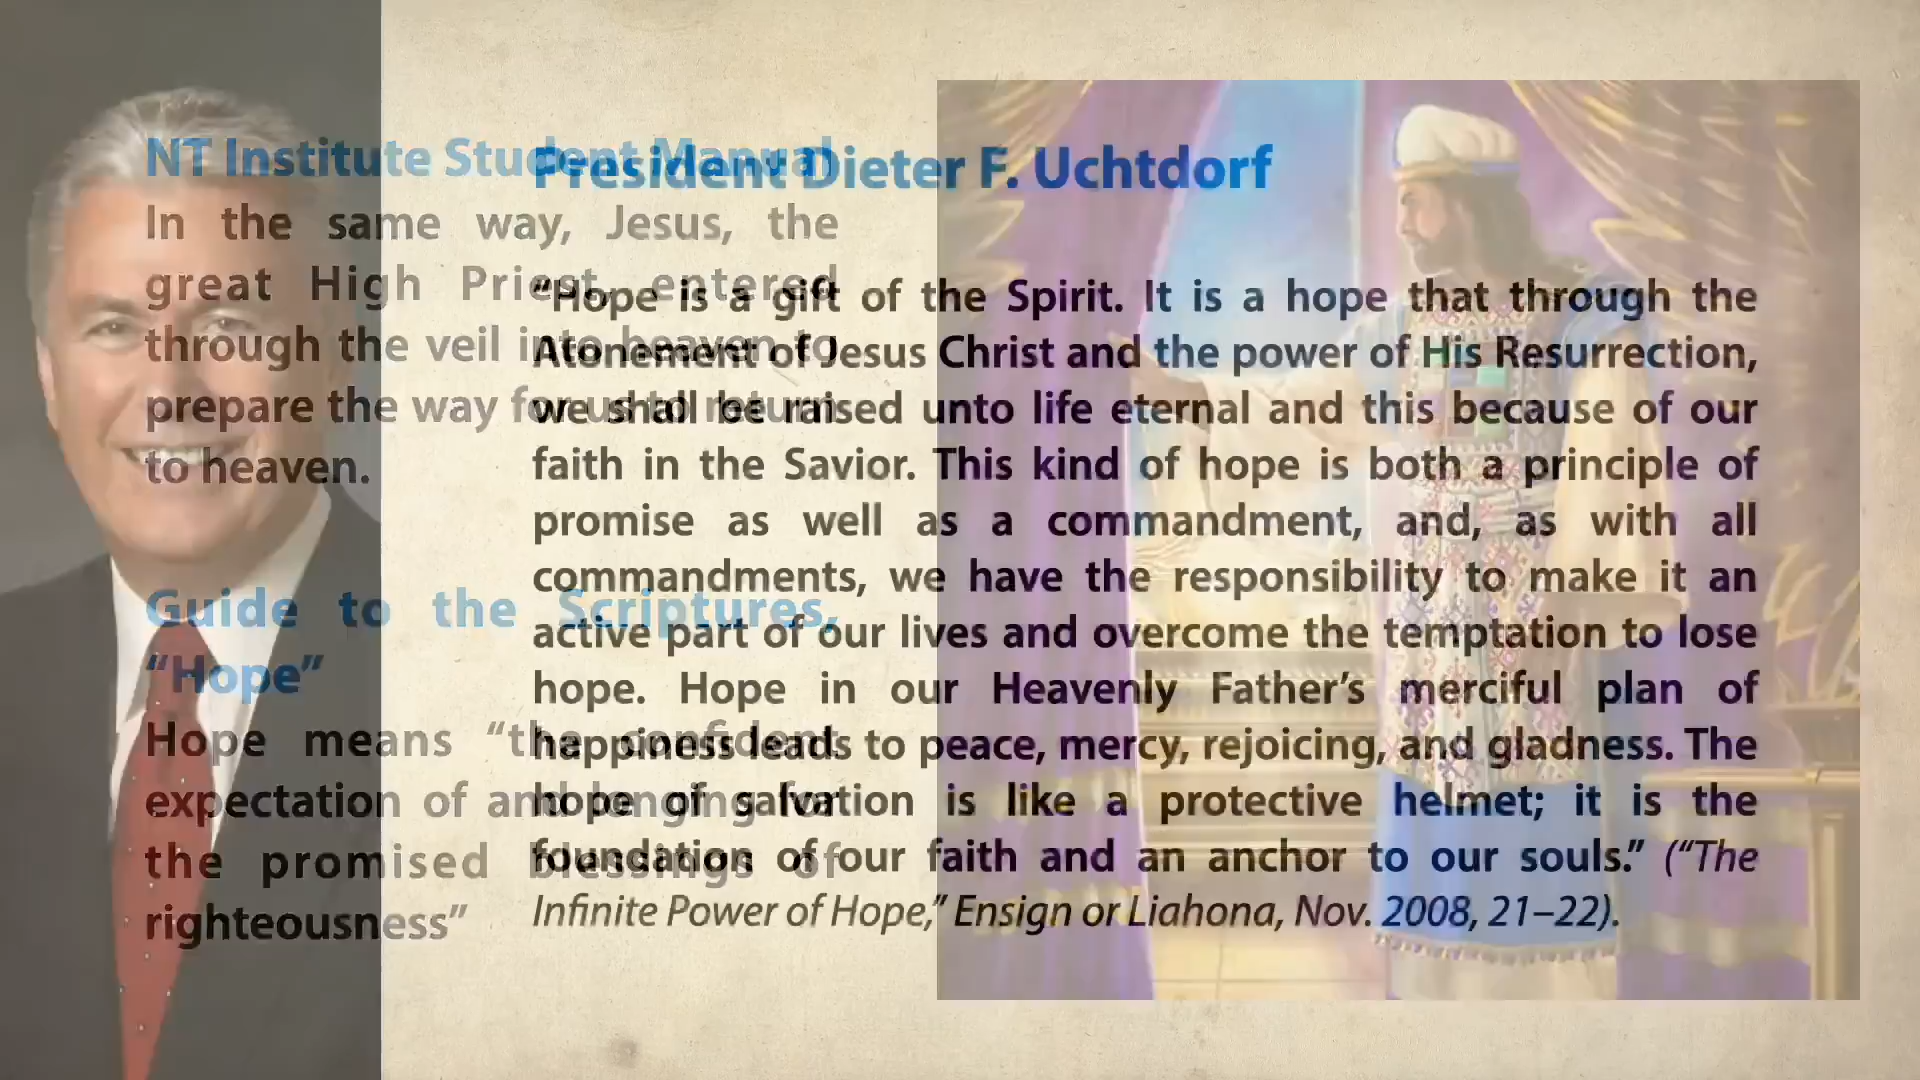 NT Institute Student Manual
In the same way, Jesus, the
great High Priest, entered
through the veil into heaven to
prepare the way for us to return
to heaven.
Guide to the Scriptures,
“Hope”
Hope means “the confident
expectation of and longing for
the promised blessings of
righteousness”
President Dieter F. Uchtdorf
“Hope is a gift of the Spirit. It is a hope that through the
Atonement of Jesus Christ and the power of His Resurrection,
we shall be raised unto life eternal and this because of our
faith in the Savior. This kind of hope is both a principle of
promise as well as a commandment, and, as with all
commandments, we have the responsibility to make it an
active part of our lives and overcome the temptation to lose
hope. Hope in our Heavenly Father’s merciful plan of
happiness leads to peace, mercy, rejoicing, and gladness. The
hope of salvation is like a protective helmet; it is the
foundation of our faith and an anchor to our souls.” (“The
Infinite Power of Hope,” Ensign or Liahona, Nov. 2008, 21–22).